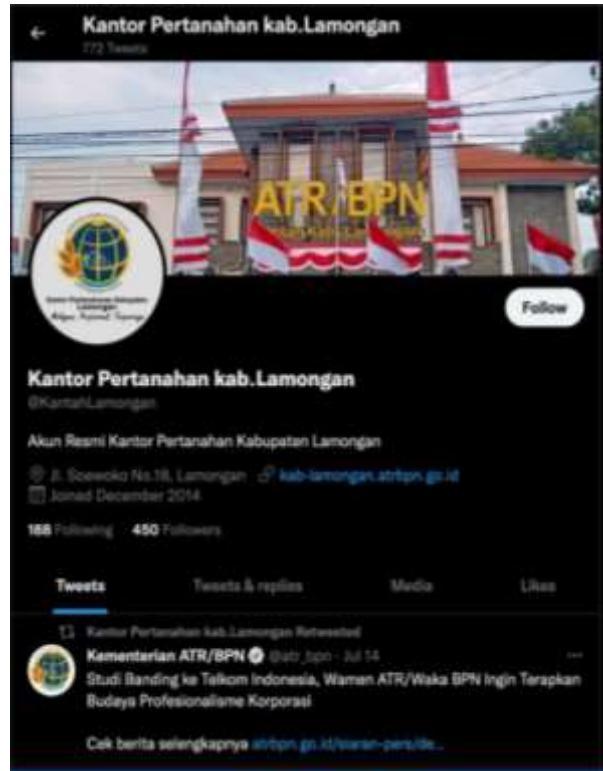 Kantor Pertanahan kab.Lamongan
772 Tweets
ATR/BPN
Kantor Pertanahan Kabupaten
Lamongan
Follow
Kantor Pertanahan kab.Lamongan
@KantahLamongan
Akun Resmi Kantor Pertanahan Kabupaten Lamongan
Jl. Soewoko No.18, Lamongan kab-lamongan.atrbpn.go.id
Joined December 2014
188 Following 450 Followers
Tweets Tweets & replies Media Likes
Kantor Pertanahan kab.Lamongan Retweeted
Kementerian ATR/BPN @atr_bpn · Jul 14
Studi Banding ke Telkom Indonesia, Wamen ATR/Waka BPN Ingin Terapkan
Budaya Profesionalisme Korporasi
Cek berita selengkapnya atrbpn.go.id/siaran-pers/de...